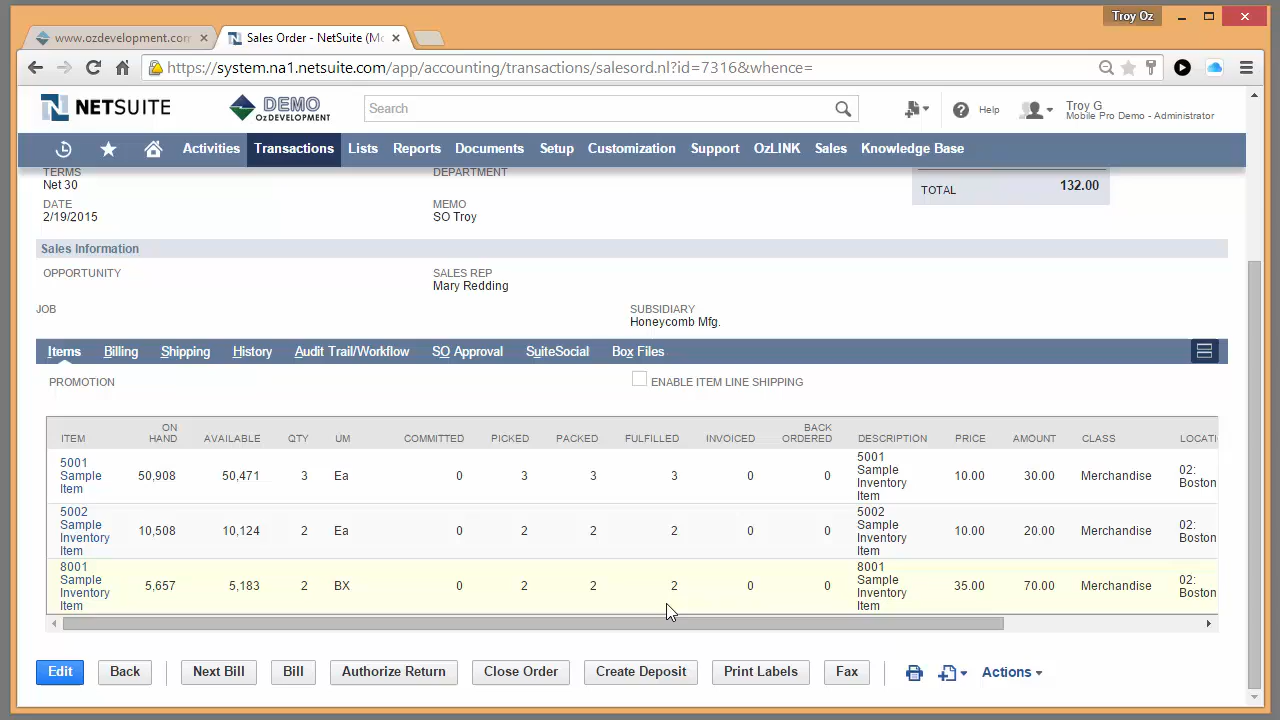 Troy Oz
www.ozdevelopment.com
Sales Order - NetSuite (Mo
https://system.na1.netsuite.com/app/accounting/transactions/salesord.nl?id=7316&whence=
NETSUITE
DEMO
OZ DEVELOPMENT
Search
Help
Troy G
Mobile Pro Demo - Administrator
Activities Transactions Lists Reports Documents Setup Customization Support OzLINK Sales Knowledge Base
TERMS
Net 30
DEPARTMENT
TOTAL 132.00
DATE
2/19/2015
MEMO
SO Troy
Sales Information
OPPORTUNITY
SALES REP
Mary Redding
JOB
SUBSIDIARY
Honeycomb Mfg.
Items Billing Shipping History Audit Trail/Workflow SO Approval SuiteSocial Box Files
PROMOTION
ENABLE ITEM LINE SHIPPING
ITEM ON HAND AVAILABLE QTY UM COMMITTED PICKED PACKED FULFILLED INVOICED BACK ORDERED DESCRIPTION PRICE AMOUNT CLASS LOCATI
5001 Sample Item 50,908 50,471 3 Ea 0 3 3 3 0 0 5001 Sample Inventory Item 10.00 30.00 Merchandise 02: Boston
5002 Sample Inventory Item 10,508 10,124 2 Ea 0 2 2 2 0 0 5002 Sample Inventory Item 10.00 20.00 Merchandise 02: Boston
8001 Sample Inventory Item 5,657 5,183 2 BX 0 2 2 2 0 0 8001 Sample Inventory Item 35.00 70.00 Merchandise 02: Boston
Edit Back Next Bill Bill Authorize Return Close Order Create Deposit Print Labels Fax Actions